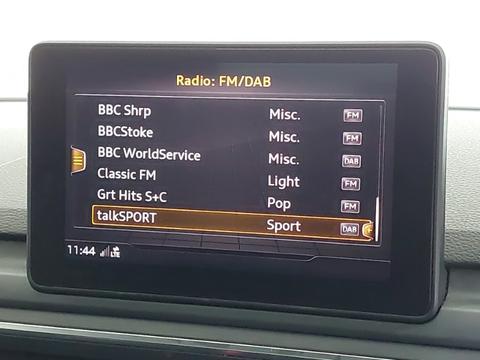 Radio: FM/DAB
BBC Shrp Misc. FM
BBCStoke Misc. FM
BBC WorldService Misc. DAB
Classic FM Light FM
Grt Hits S+C Pop FM
talkSPORT Sport DAB
11:44 LTE